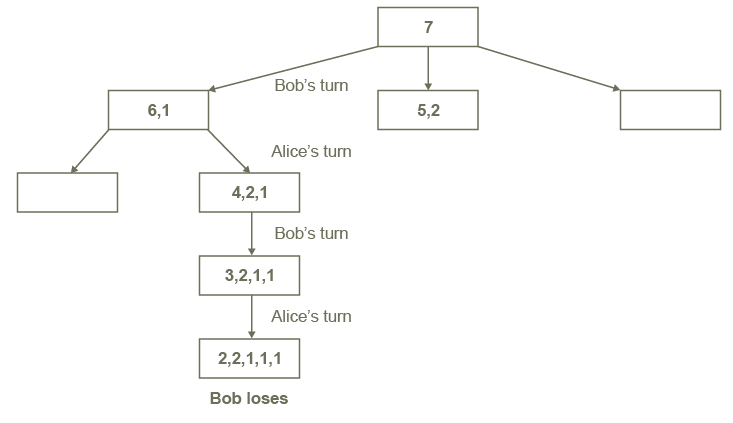 7
Bob's turn
6,1
5,2
Alice's turn
4,2,1
Bob's turn
3,2,1,1
Alice's turn
2,2,1,1,1
Bob loses